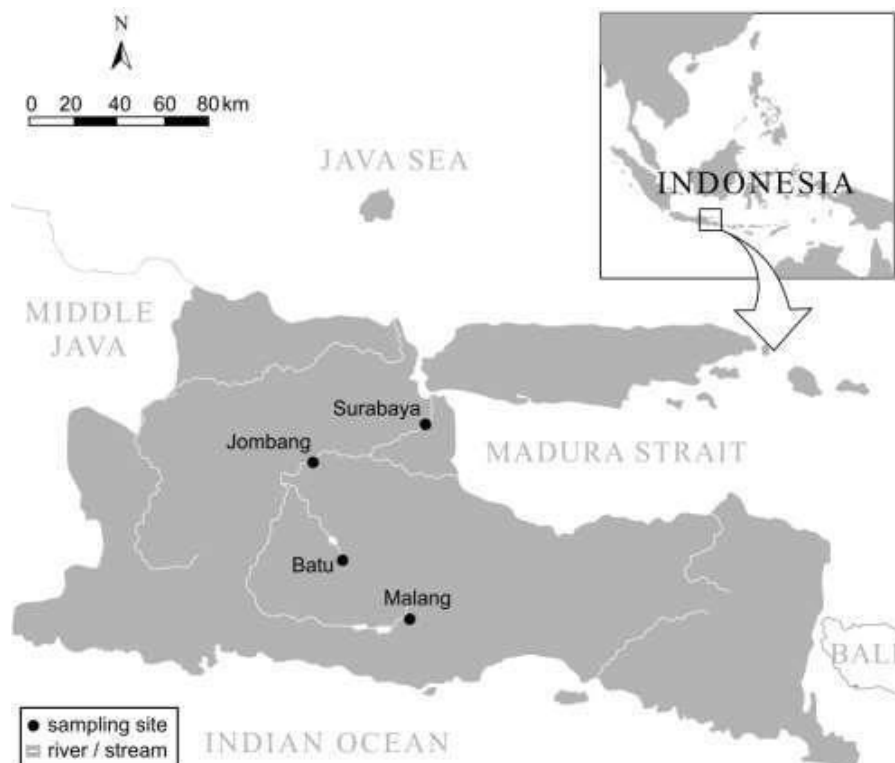 N
0 20 40 60 80 km
JAVA SEA
INDONESIA
MIDDLE
JAVA
Surabaya
Jombang
MADURA STRAIT
Batu
Malang
BALI
sampling site
river / stream
INDIAN OCEAN